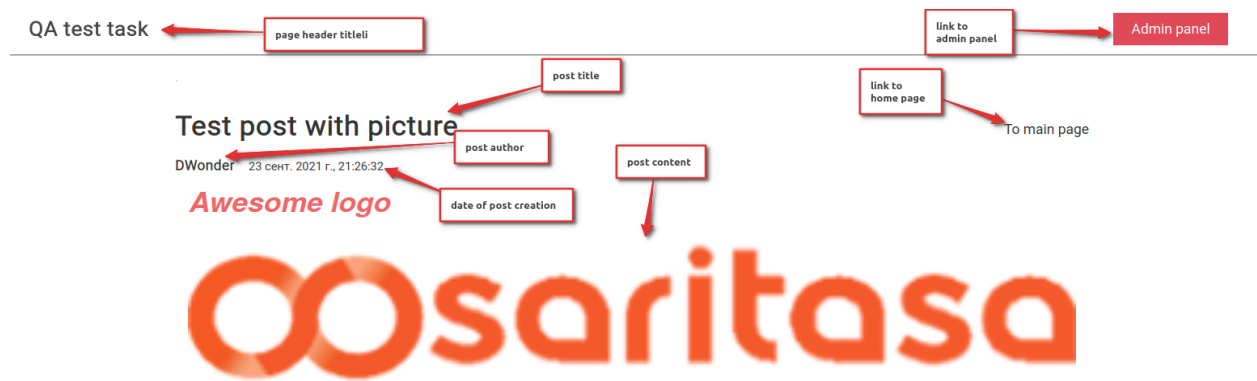 QA test task
page header titleli
link to
admin panel
Admin panel
post title
link to
home page
Test post with picture
To main page
post author
DWonder 23 сент. 2021 г., 21:26:32
post content
date of post creation
Awesome logo
saritasa